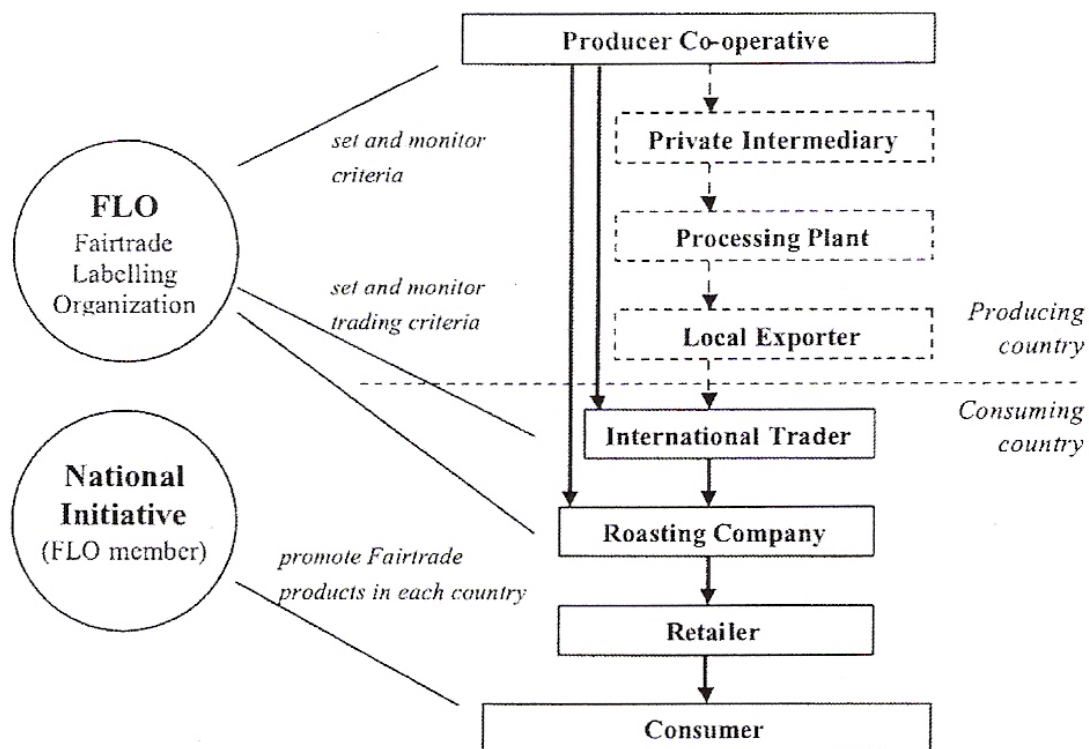 Producer Co-operative
set and monitor
criteria
Private Intermediary
FLO
Fairtrade
Labelling
Organization
Processing Plant
set and monitor
trading criteria
Local Exporter
Producing
country
Consuming
country
International Trader
National
Initiative
(FLO member)
Roasting Company
promote Fairtrade
products in each country
Retailer
Consumer